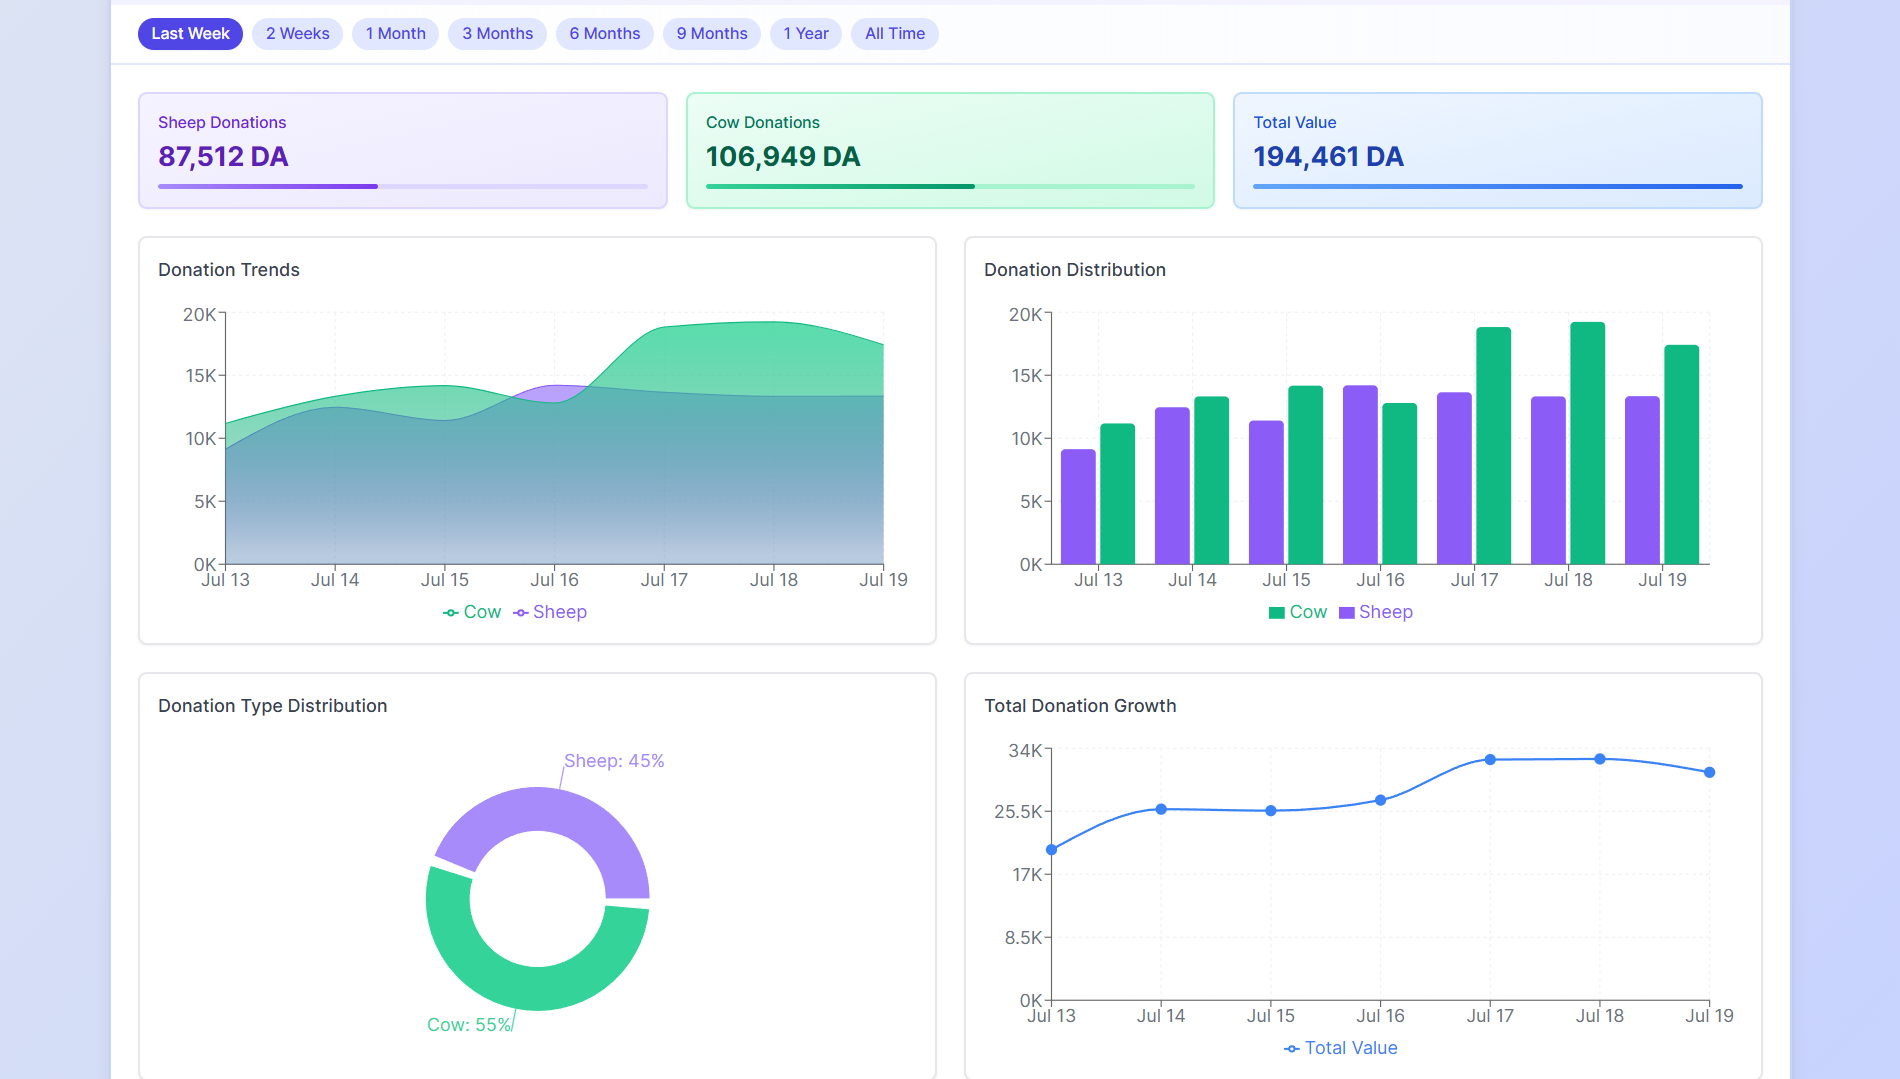 Last Week 2 Weeks 1 Month 3 Months 6 Months 9 Months 1 Year All Time
Sheep Donations
87,512 DA
Cow Donations
106,949 DA
Total Value
194,461 DA
Donation Trends
20K
15K
10K
5K
0K
Jul 13 Jul 14 Jul 15 Jul 16 Jul 17 Jul 18 Jul 19
Cow Sheep
Donation Distribution
20K
15K
10K
5K
0K
Jul 13 Jul 14 Jul 15 Jul 16 Jul 17 Jul 18 Jul 19
Cow Sheep
Donation Type Distribution
Sheep: 45%
Cow: 55%
Total Donation Growth
34K
25.5K
17K
8.5K
0K
Jul 13 Jul 14 Jul 15 Jul 16 Jul 17 Jul 18 Jul 19
Total Value